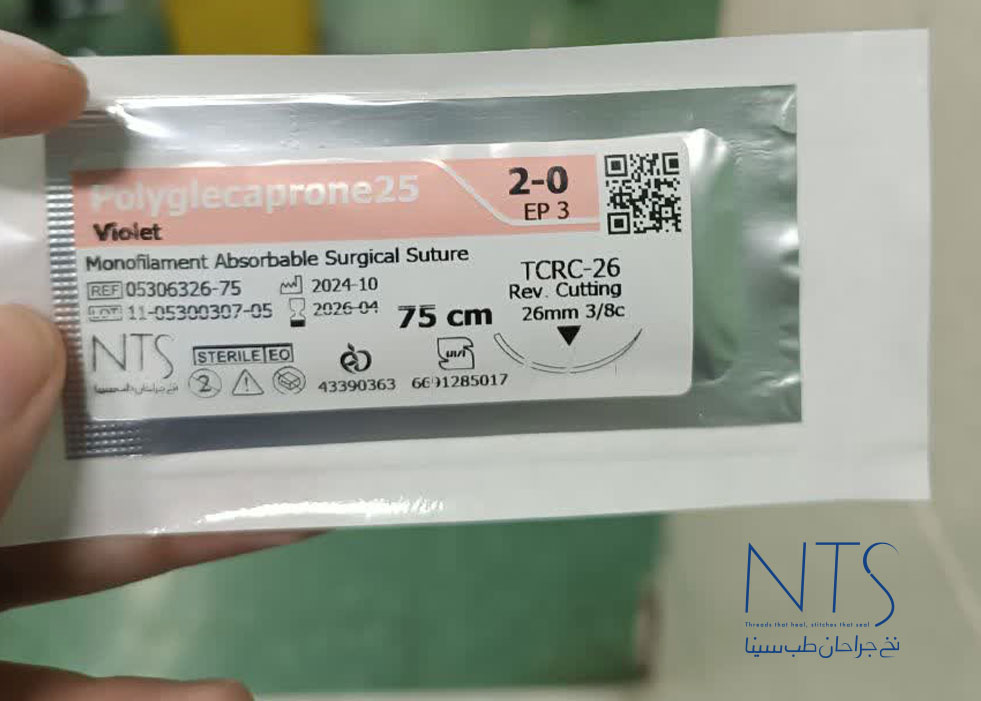 Polyglecaprone25
Violet
2-0
EP 3
Monofilament Absorbable Surgical Suture
REF 05306326-75
2024-10
LOT 11-05300307-05
2026-04
75 cm
TCRC-26
Rev. Cutting
26mm 3/8c
NTS
STERILE EO
2
43390363
6691285017
NTS
Threads that heal, stitches that seal
نخ جراحان طب سینا